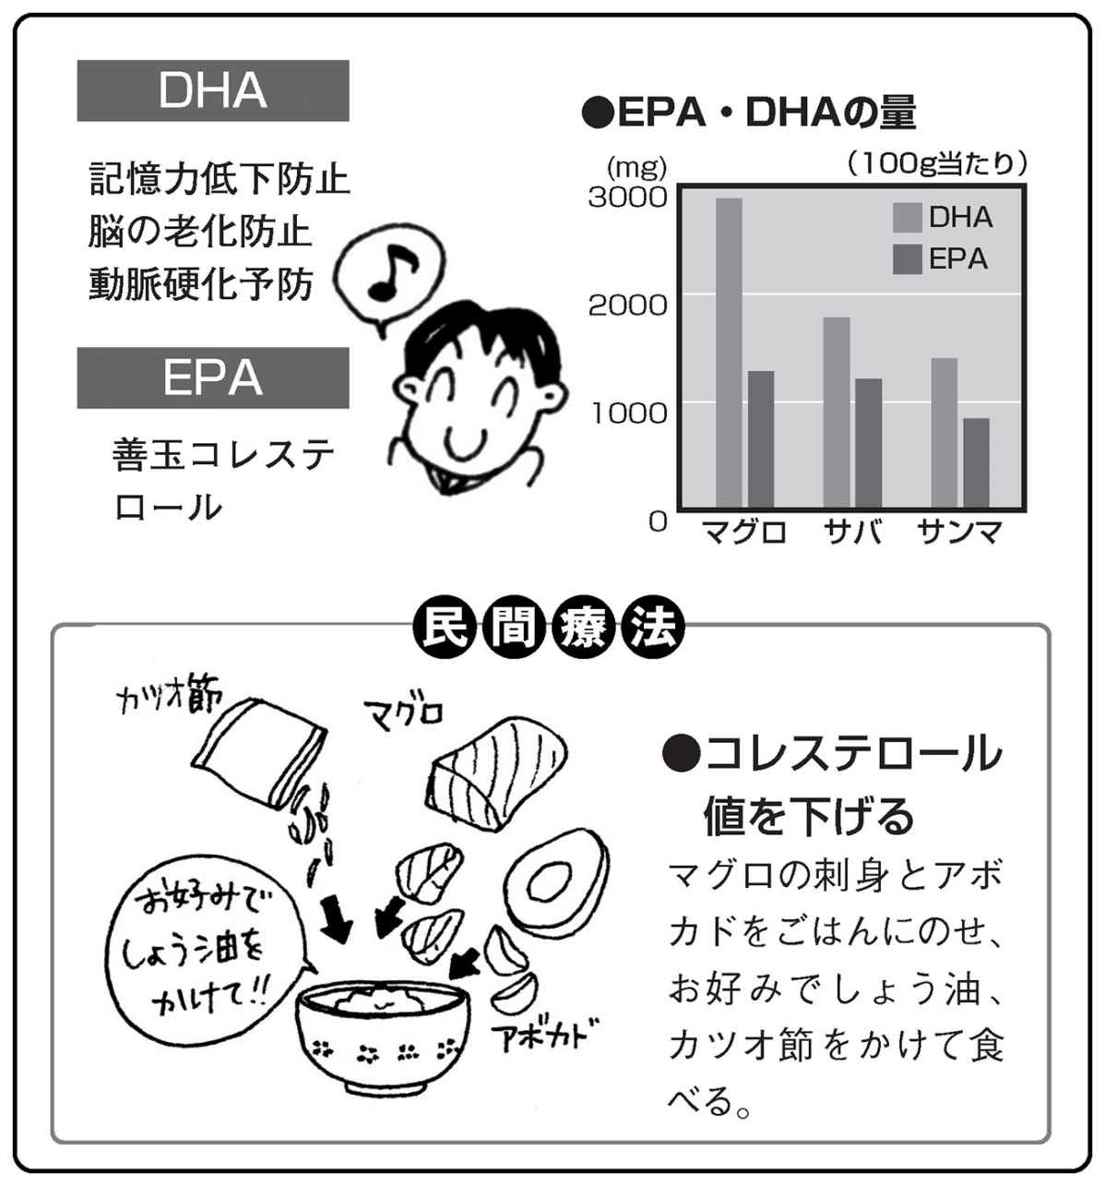 DHA
記憶力低下防止
脳の老化防止
動脈硬化予防
EPA
善玉コレステ
ロール
●EPA・DHAの量
(mg)
（100g当たり）
3000
2000
1000
0
DHA
EPA
マグロ
サバ
サンマ
民間療法
カツオ節
マグロ
お好みで
しょう油を
かけて!!
アボカド
●コレステロール
値を下げる
マグロの刺身とアボ
カドをごはんにのせ、
お好みでしょう油、
カツオ節をかけて食
べる。